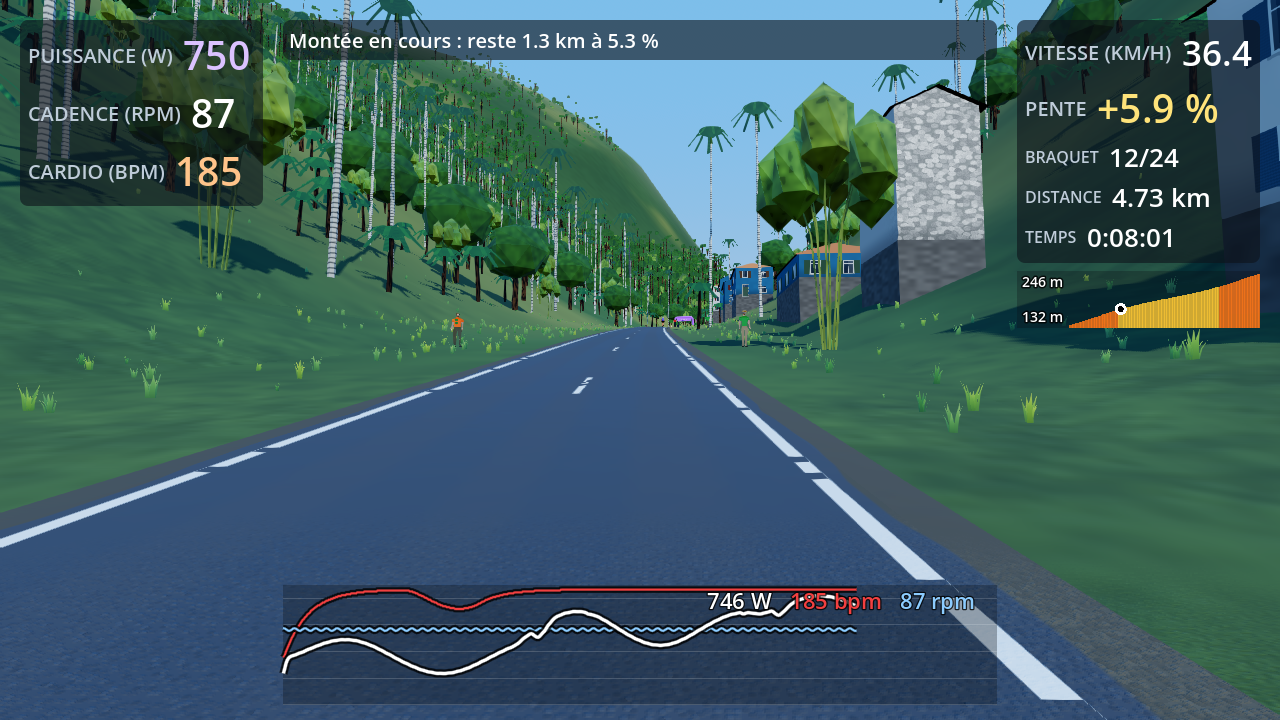 PUISSANCE (W) 750
CADENCE (RPM) 87
CARDIO (BPM) 185
Montée en cours : reste 1.3 km à 5.3 %
VITESSE (KM/H) 36.4
PENTE +5.9 %
BRAQUET 12/24
DISTANCE 4.73 km
TEMPS 0:08:01
246 m
132 m
746 W 185 bpm 87 rpm